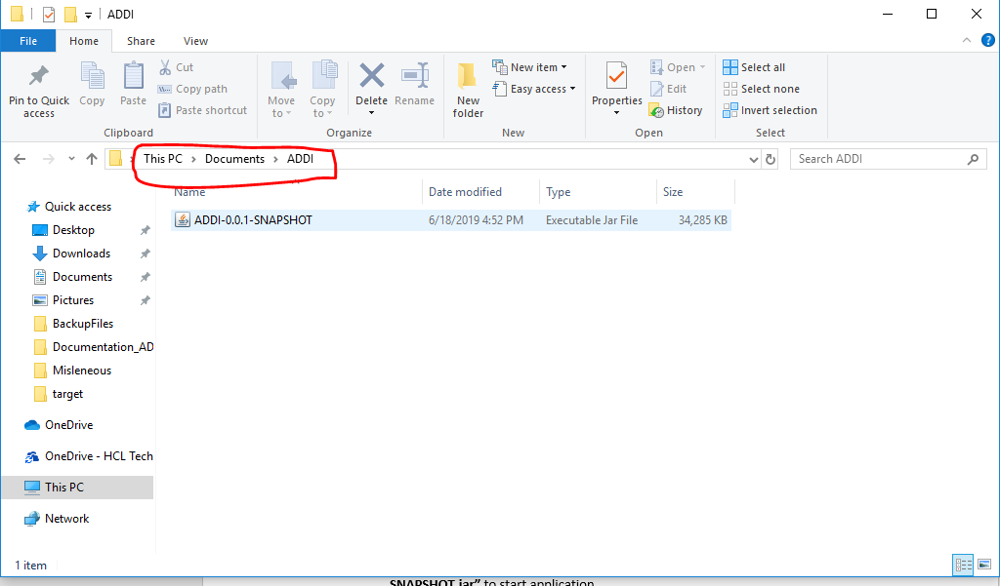 ADDI
File Home Share View
Pin to Quick access
Copy
Paste
Cut
Copy path
Paste shortcut
Clipboard
Move to
Copy to
Delete
Rename
Organize
New folder
New item
Easy access
New
Properties
Open
Edit
History
Open
Select all
Select none
Invert selection
Select
This PC > Documents > ADDI
Search ADDI
Name Date modified Type Size
ADDI-0.0.1-SNAPSHOT 6/18/2019 4:52 PM Executable Jar File 34,285 KB
Quick access
Desktop
Downloads
Documents
Pictures
BackupFiles
Documentation_AD
Misleneous
target
OneDrive
OneDrive - HCL Tech
This PC
Network
1 item
SNAPSHOT.jar” to start application